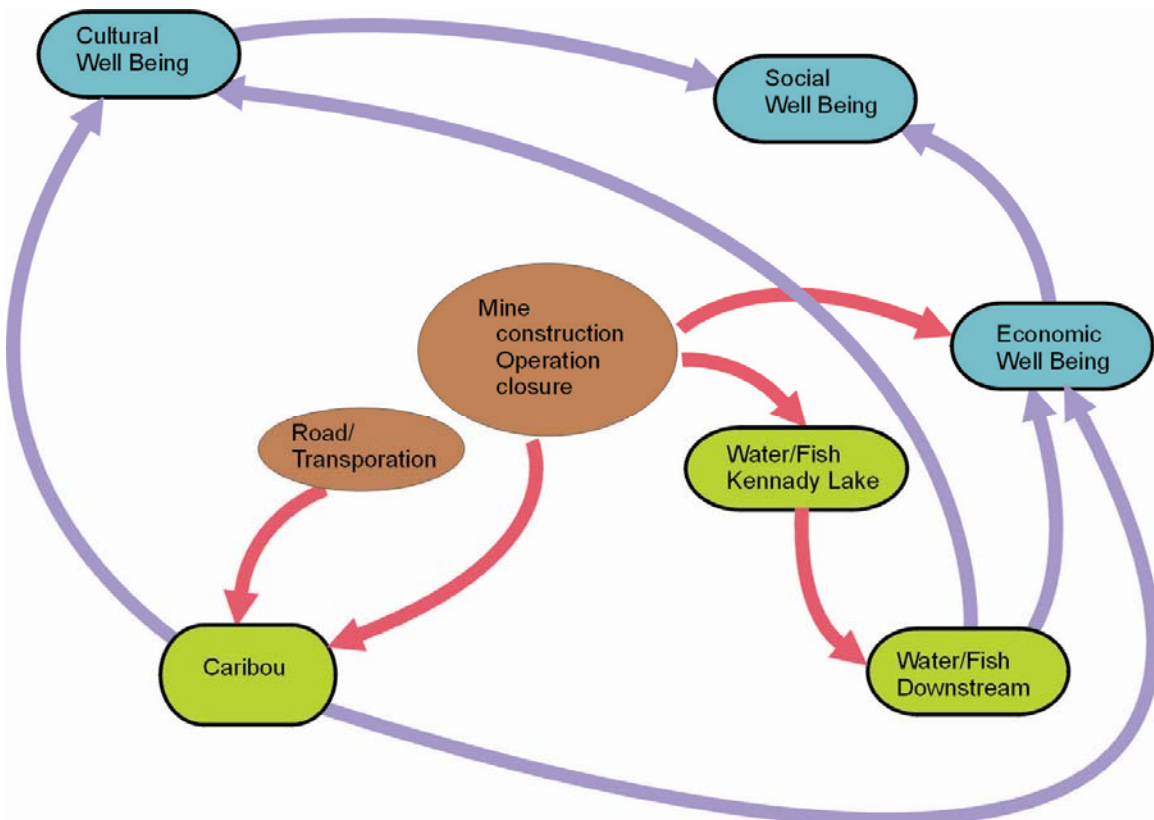 Cultural
Well Being
Social
Well Being
Mine
construction
Operation
closure
Economic
Well Being
Road/
Transporation
Water/Fish
Kennady Lake
Caribou
Water/Fish
Downstream